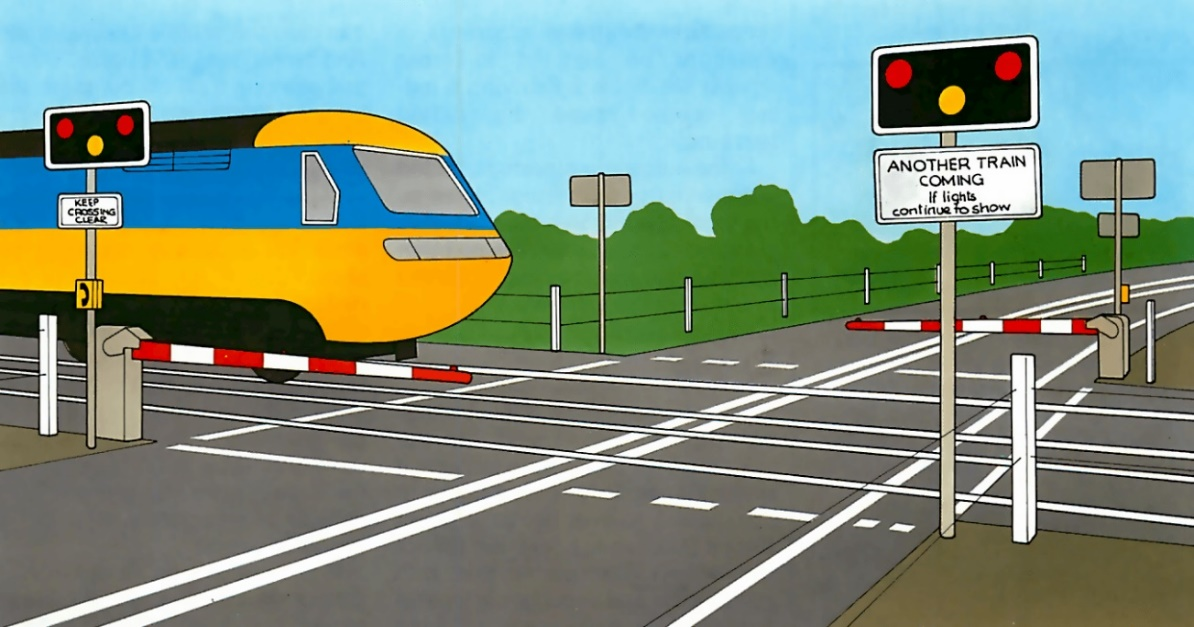 KEEP
CROSSING
CLEAR
ANOTHER TRAIN
COMING
If lights
continue to show